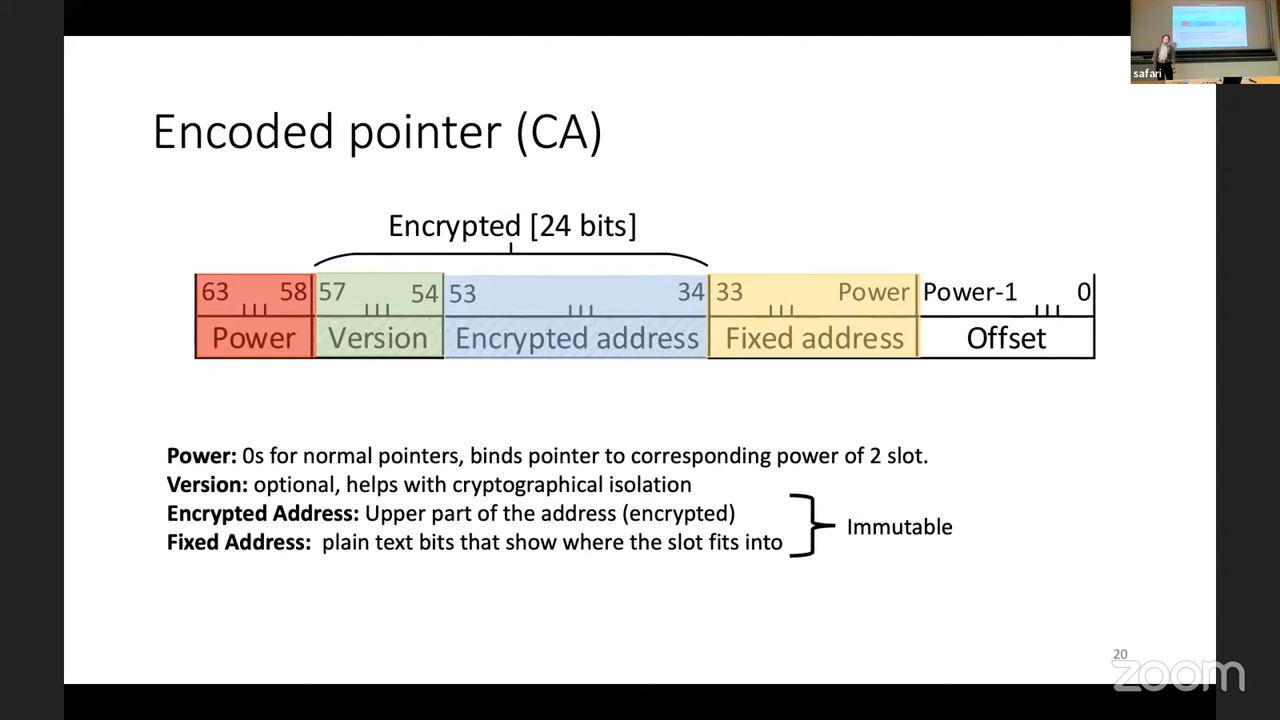 safari
Encoded pointer (CA)
Encrypted [24 bits]
63 58 57 54 53 34 33 Power Power-1 0
Power Version Encrypted address Fixed address Offset
Power: 0s for normal pointers, binds pointer to corresponding power of 2 slot.
Version: optional, helps with cryptographical isolation
Encrypted Address: Upper part of the address (encrypted)
Immutable
Fixed Address: plain text bits that show where the slot fits into
20
zoom